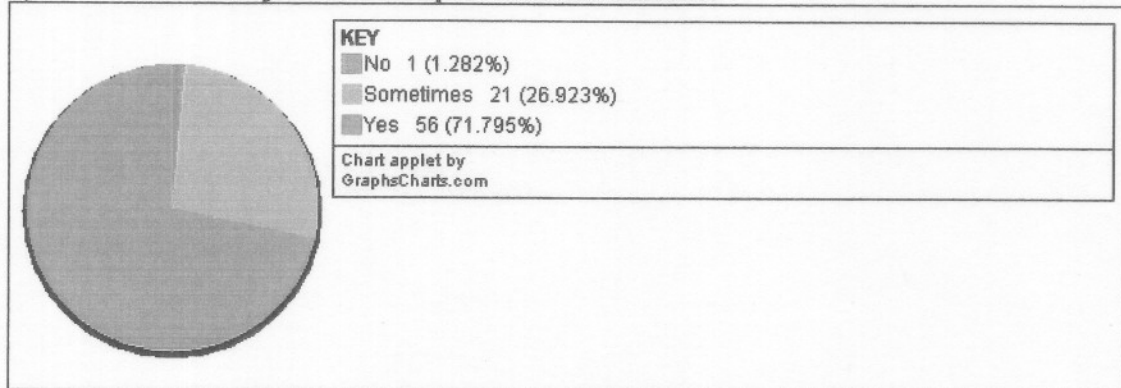 KEY
No 1 (1.282%)
Sometimes 21 (26.923%)
Yes 56 (71.795%)
Chart applet by
GraphsCharts.com